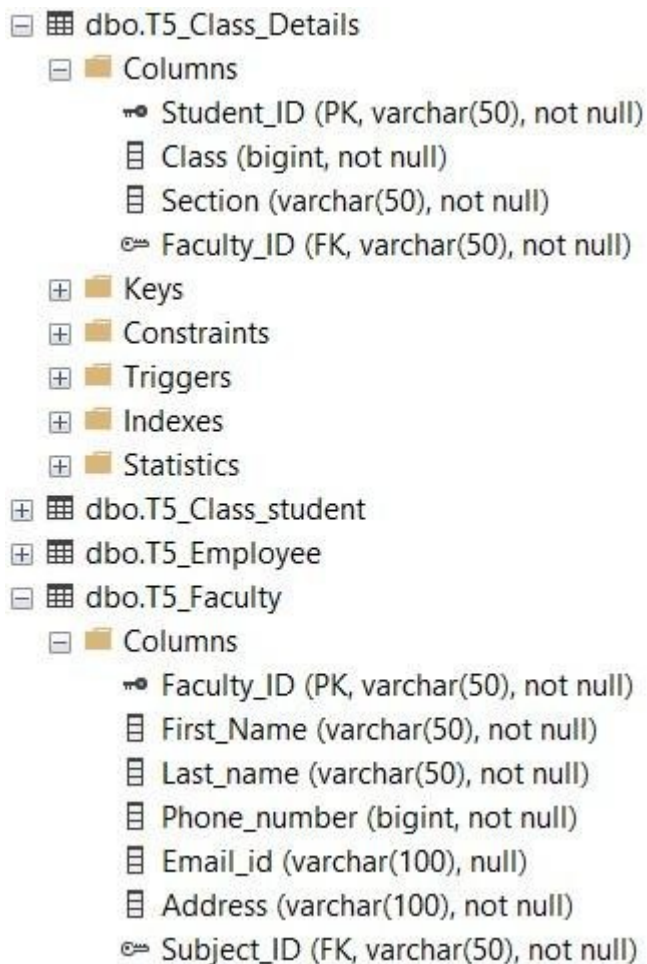 dbo.T5_Class_Details
Columns
Student_ID (PK, varchar(50), not null)
Class (bigint, not null)
Section (varchar(50), not null)
Faculty_ID (FK, varchar(50), not null)
Keys
Constraints
Triggers
Indexes
Statistics
dbo.T5_Class_student
dbo.T5_Employee
dbo.T5_Faculty
Columns
Faculty_ID (PK, varchar(50), not null)
First_Name (varchar(50), not null)
Last_name (varchar(50), not null)
Phone_number (bigint, not null)
Email_id (varchar(100), null)
Address (varchar(100), not null)
Subject_ID (FK, varchar(50), not null)